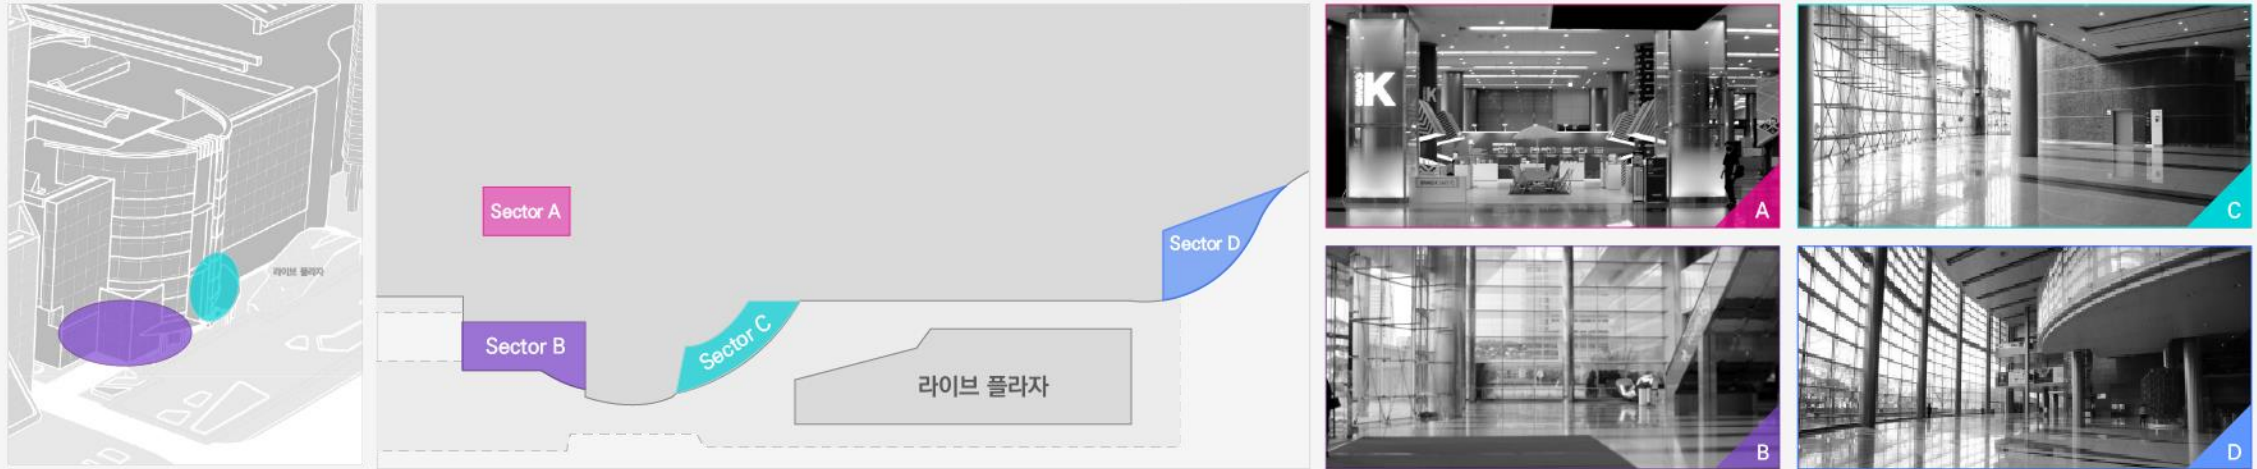 라이브 플라자
Sector A
Sector B
Sector C
Sector D
라이브 플라자
K
K
A
C
B
D